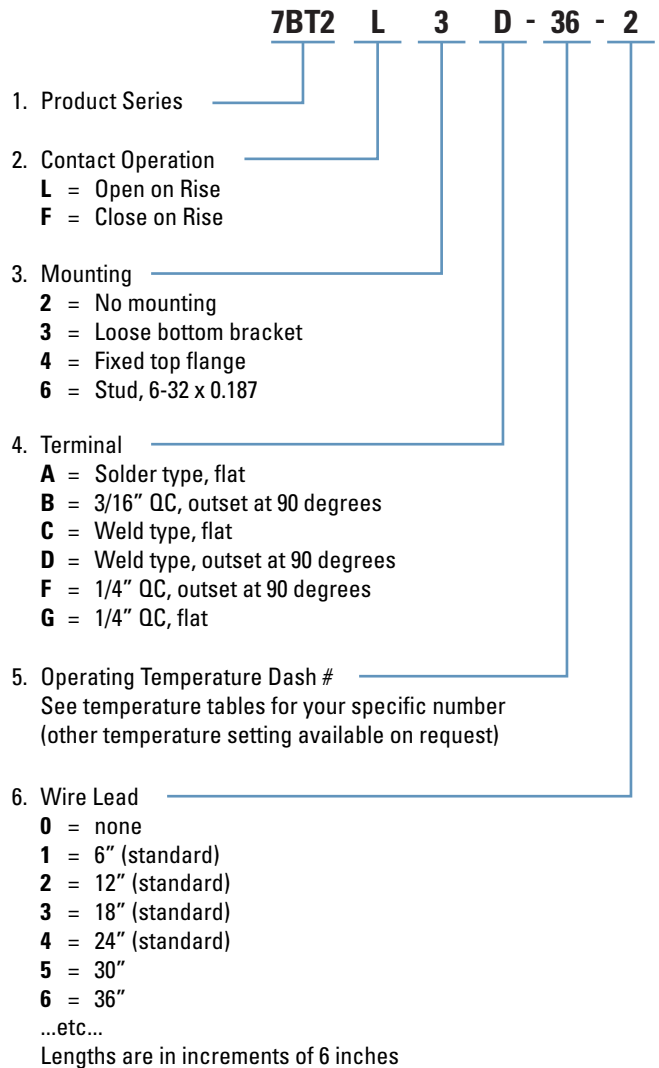 7BT2 L 3 D - 36 - 2
1. Product Series
2. Contact Operation
L = Open on Rise
F = Close on Rise
3. Mounting
2 = No mounting
3 = Loose bottom bracket
4 = Fixed top flange
6 = Stud, 6-32 x 0.187
4. Terminal
A = Solder type, flat
B = 3/16” QC, outset at 90 degrees
C = Weld type, flat
D = Weld type, outset at 90 degrees
F = 1/4” QC, outset at 90 degrees
G = 1/4” QC, flat
5. Operating Temperature Dash #
See temperature tables for your specific number
(other temperature setting available on request)
6. Wire Lead
0 = none
1 = 6” (standard)
2 = 12” (standard)
3 = 18” (standard)
4 = 24” (standard)
5 = 30”
6 = 36”
...etc...
Lengths are in increments of 6 inches